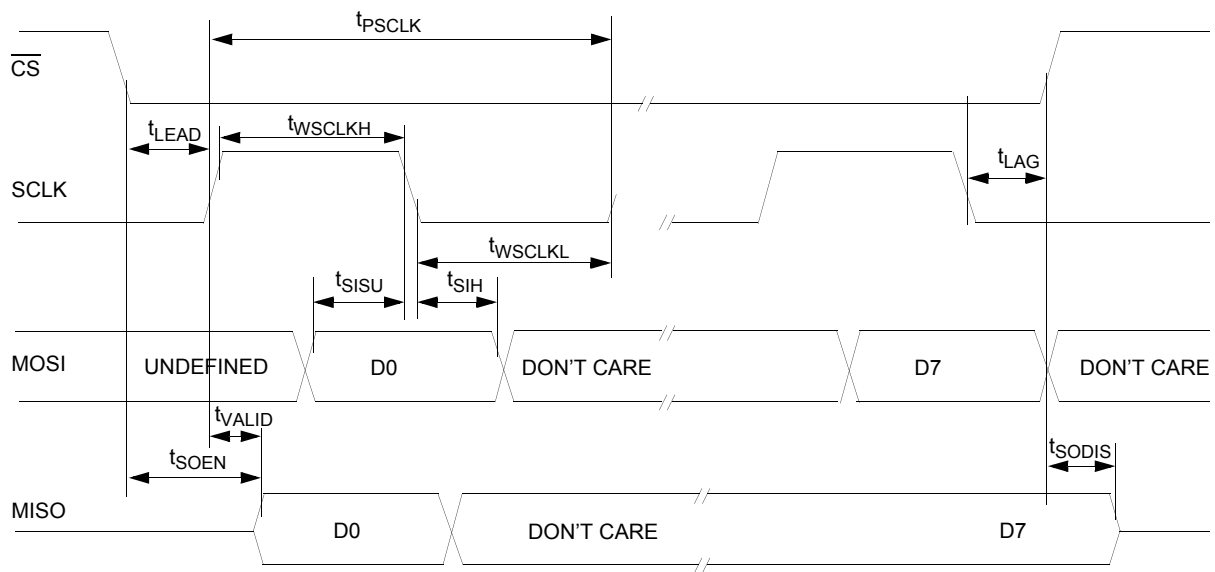 tPSCLK
CS
tLEAD
tWSCLKH
tLAG
SCLK
tWSCLKL
tSISU
tSIH
MOSI
UNDEFINED
D0
DON'T CARE
D7
DON'T CARE
tVALID
tSOEN
tSODIS
MISO
D0
DON'T CARE
D7